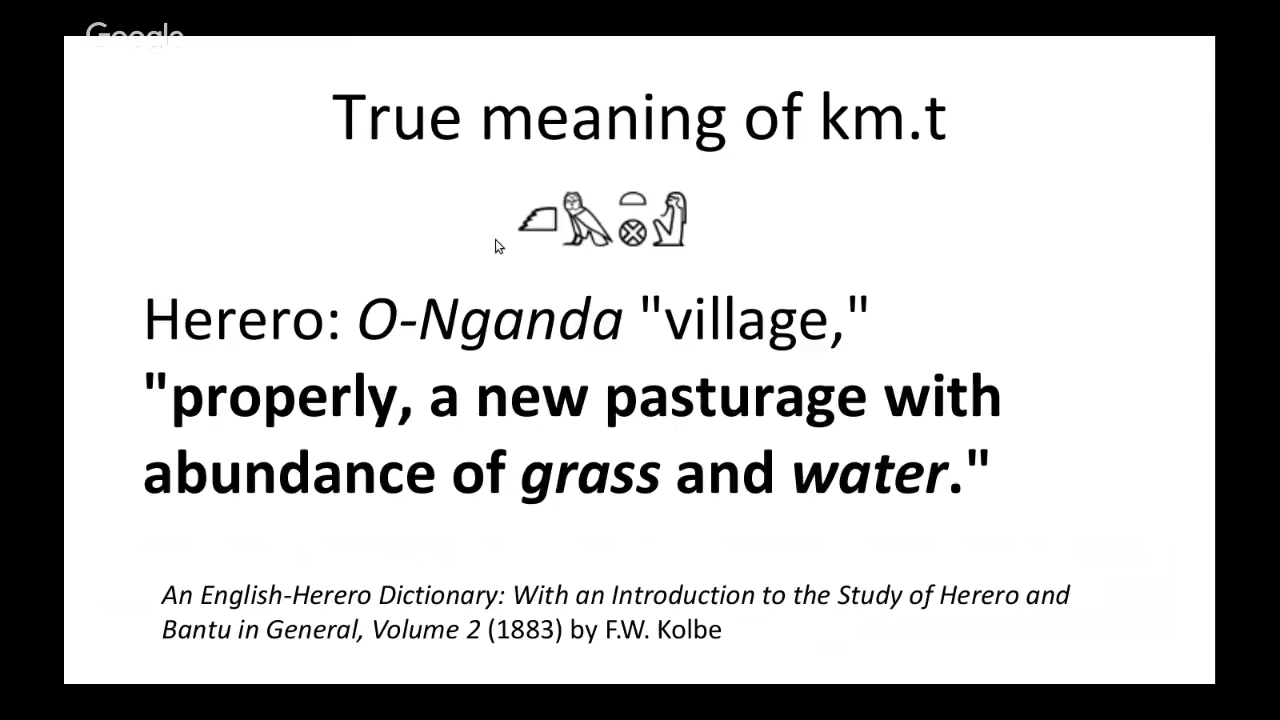 Google
True meaning of km.t
𓆎𓅓𓏏𓊖𓁐
Herero: O-Nganda "village,"
"properly, a new pasturage with
abundance of grass and water."
An English-Herero Dictionary: With an Introduction to the Study of Herero and
Bantu in General, Volume 2 (1883) by F.W. Kolbe